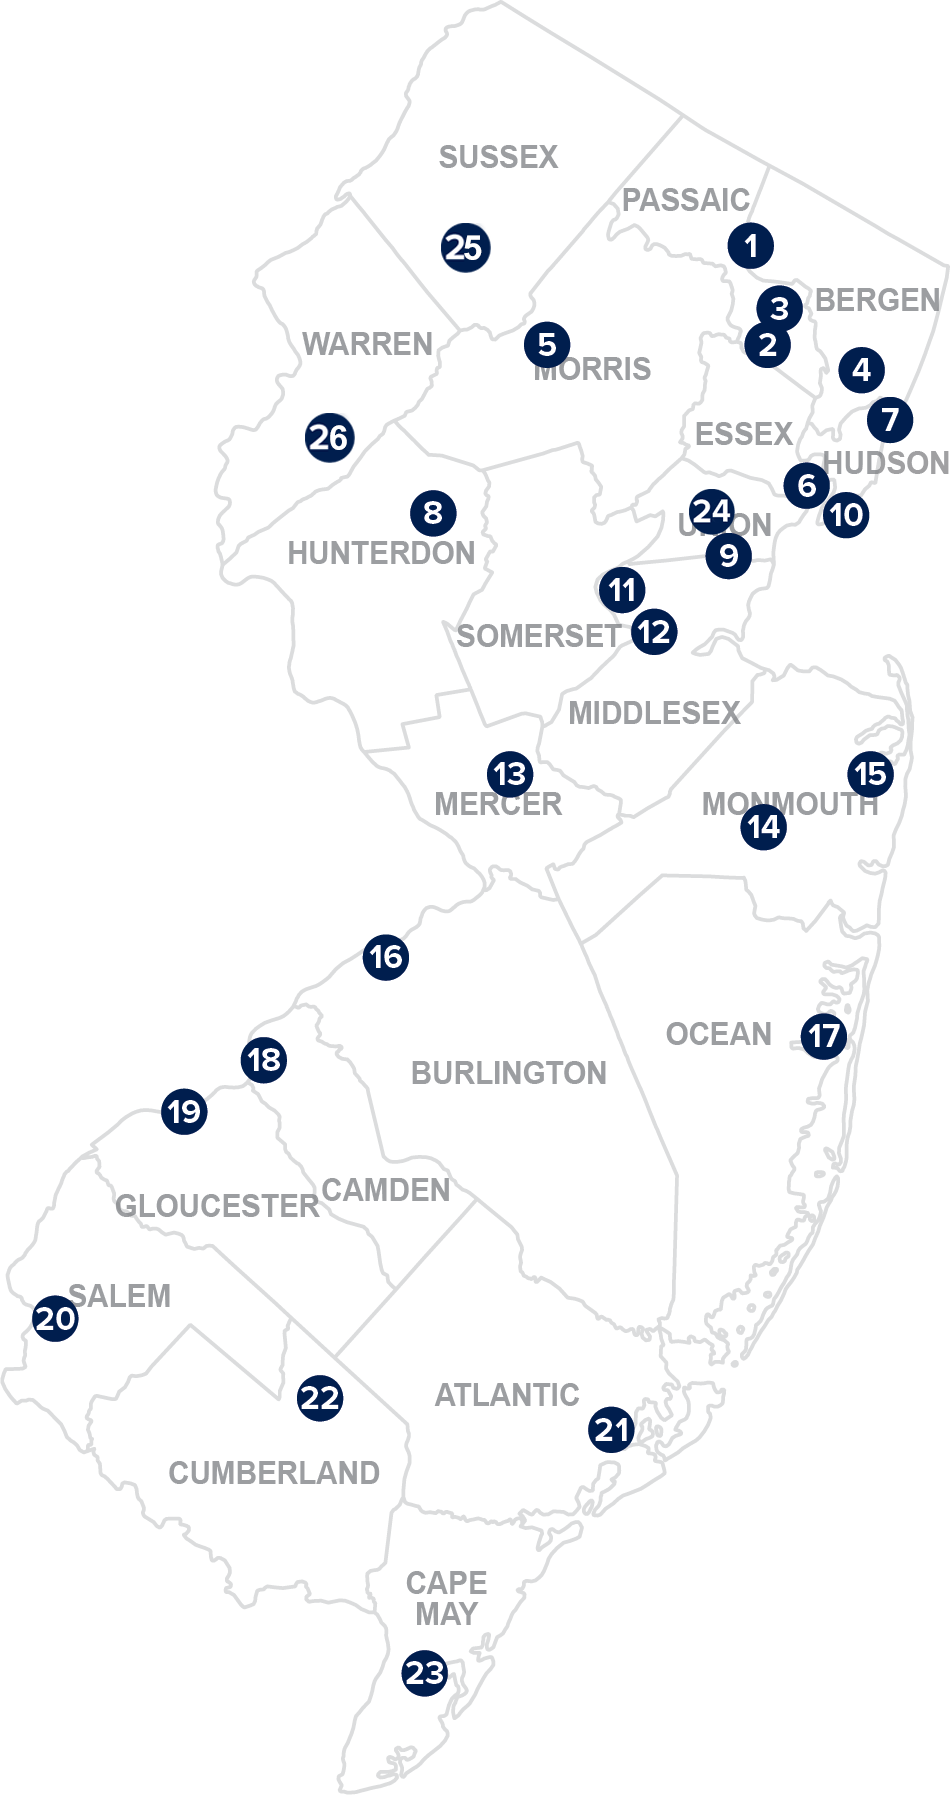 SUSSEX
PASSAIC
25
1
BERGEN
3
WARREN
5
2
MORRIS
4
7
26
ESSEX
HUDSON
6
8
24
10
UNION
HUNTERDON
9
11
SOMERSET
12
MIDDLESEX
13
15
MERCER
MONMOUTH
14
16
OCEAN
17
18
BURLINGTON
19
CAMDEN
GLOUCESTER
SALEM
20
22
ATLANTIC
21
CUMBERLAND
CAPE
MAY
23